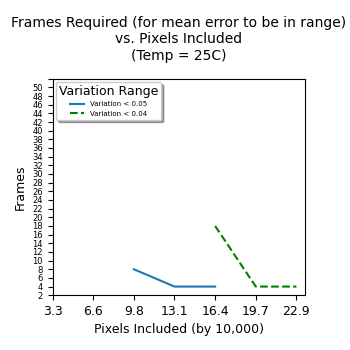 Frames Required (for mean error to be in range)
vs. Pixels Included
(Temp = 25C)
Variation Range
Variation < 0.05
Variation < 0.04
Frames
50
48
46
44
42
40
38
36
34
32
30
28
26
24
22
20
18
16
14
12
10
8
6
4
2
3.3 6.6 9.8 13.1 16.4 19.7 22.9
Pixels Included (by 10,000)